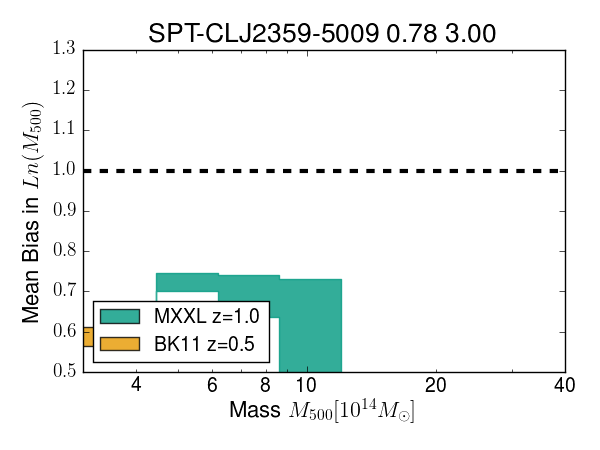 SPT-CLJ2359-5009 0.78 3.00
Mean Bias in Ln(M₅₀₀)
1.3
1.2
1.1
1.0
0.9
0.8
0.7
0.6
0.5
MXXL z=1.0
BK11 z=0.5
4 6 8 10 20 40
Mass M₅₀₀[10¹⁴M☉]